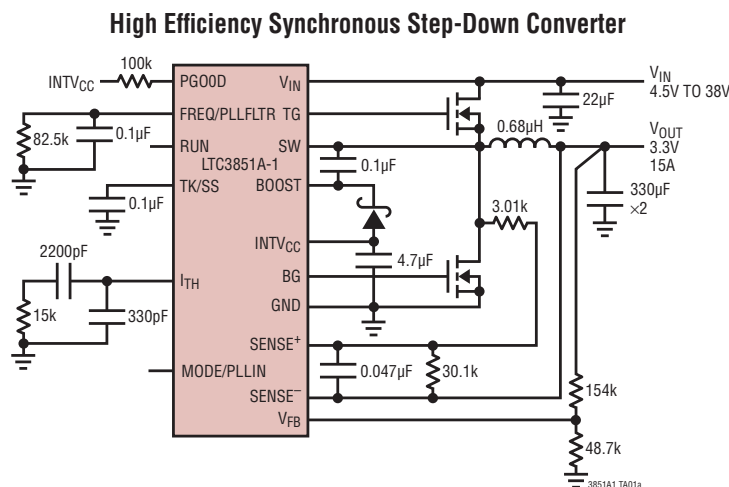 High Efficiency Synchronous Step-Down Converter
100k
INTVCC
PGOOD
VIN
VIN
4.5V TO 38V
FREQ/PLLFLTR
TG
22µF
82.5k
0.1µF
0.68µH
VOUT
3.3V
15A
RUN
SW
LTC3851A-1
0.1µF
TK/SS
BOOST
0.1µF
330µF
×2
3.01k
INTVCC
2200pF
4.7µF
ITH
BG
15k
330pF
GND
SENSE+
MODE/PLLIN
0.047µF
30.1k
SENSE–
154k
VFB
48.7k
3851A1 TA01a